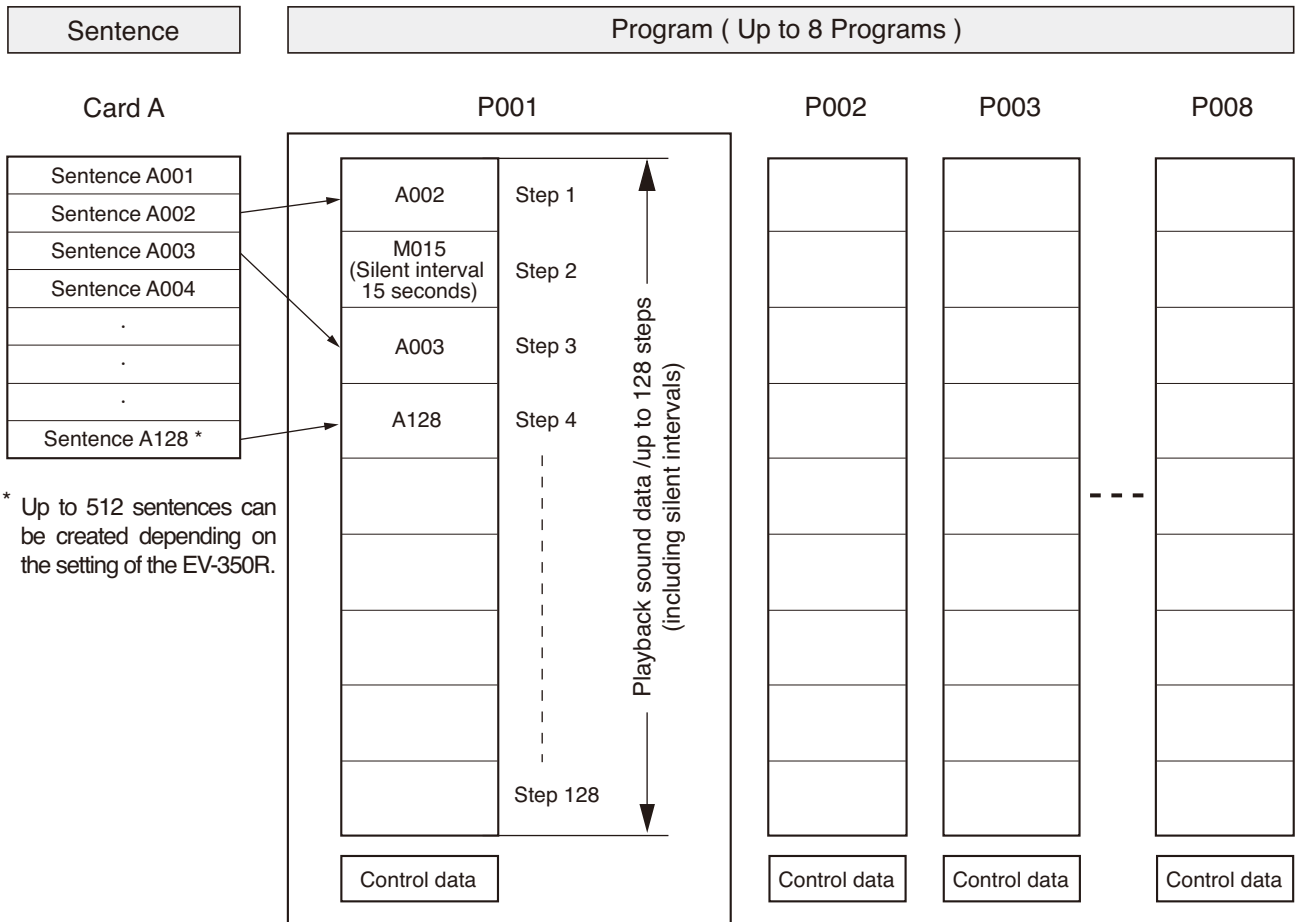 Sentence
Program ( Up to 8 Programs )
Card A
P001
P002
P003
P008
Sentence A001
Sentence A002
Sentence A003
Sentence A004
.
.
.
Sentence A128 *
* Up to 512 sentences can
be created depending on
the setting of the EV-350R.
A002
Step 1
M015
(Silent interval
15 seconds)
Step 2
A003
Step 3
A128
Step 4
Step 128
Playback sound data /up to 128 steps
(including silent intervals)
Control data
Control data
Control data
Control data